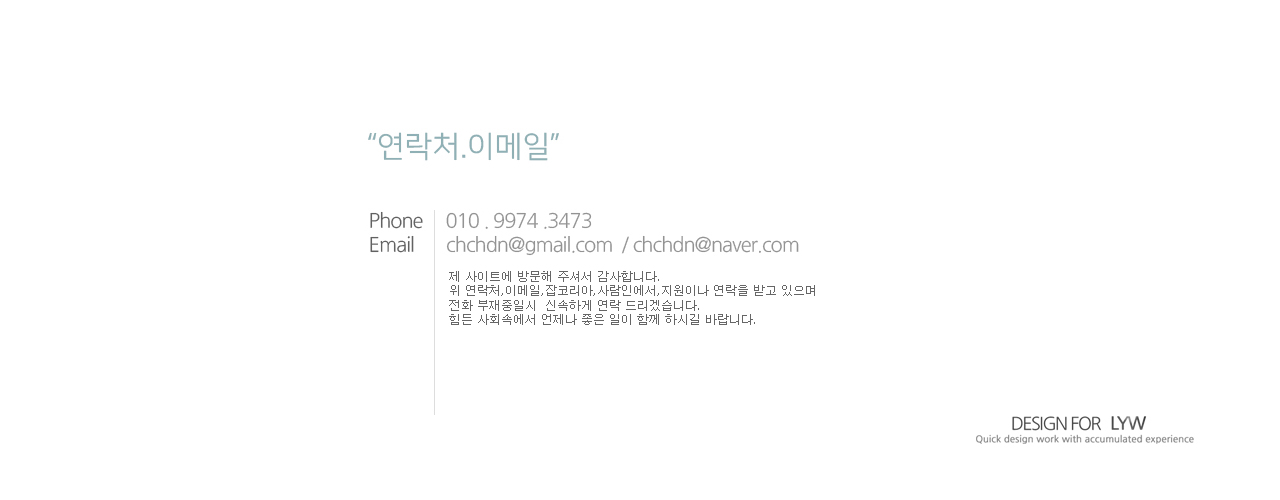 “연락처.이메일”
Phone 010 . 9974 .3473
Email chchdn@gmail.com / chchdn@naver.com
제 사이트에 방문해 주셔서 감사합니다.
위 연락처,이메일,잡코리아,사람인에서,지원이나 연락을 받고 있으며
전화 부재중일시 신속하게 연락 드리겠습니다.
힘든 사회속에서 언제나 좋은 일이 함께 하시길 바랍니다.
DESIGN FOR LYW
Quick design work with accumulated experience